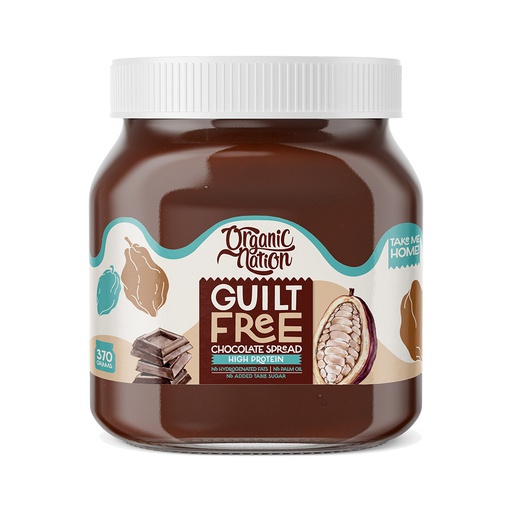 Organic
Nation
TAKE ME
HOME!
GUILT
FREE
CHOCOLATE SPREAD
HIGH PROTEIN
370
GRAMS
NO HYDROGENATED FATS | NO PALM OIL
NO ADDED TABLE SUGAR